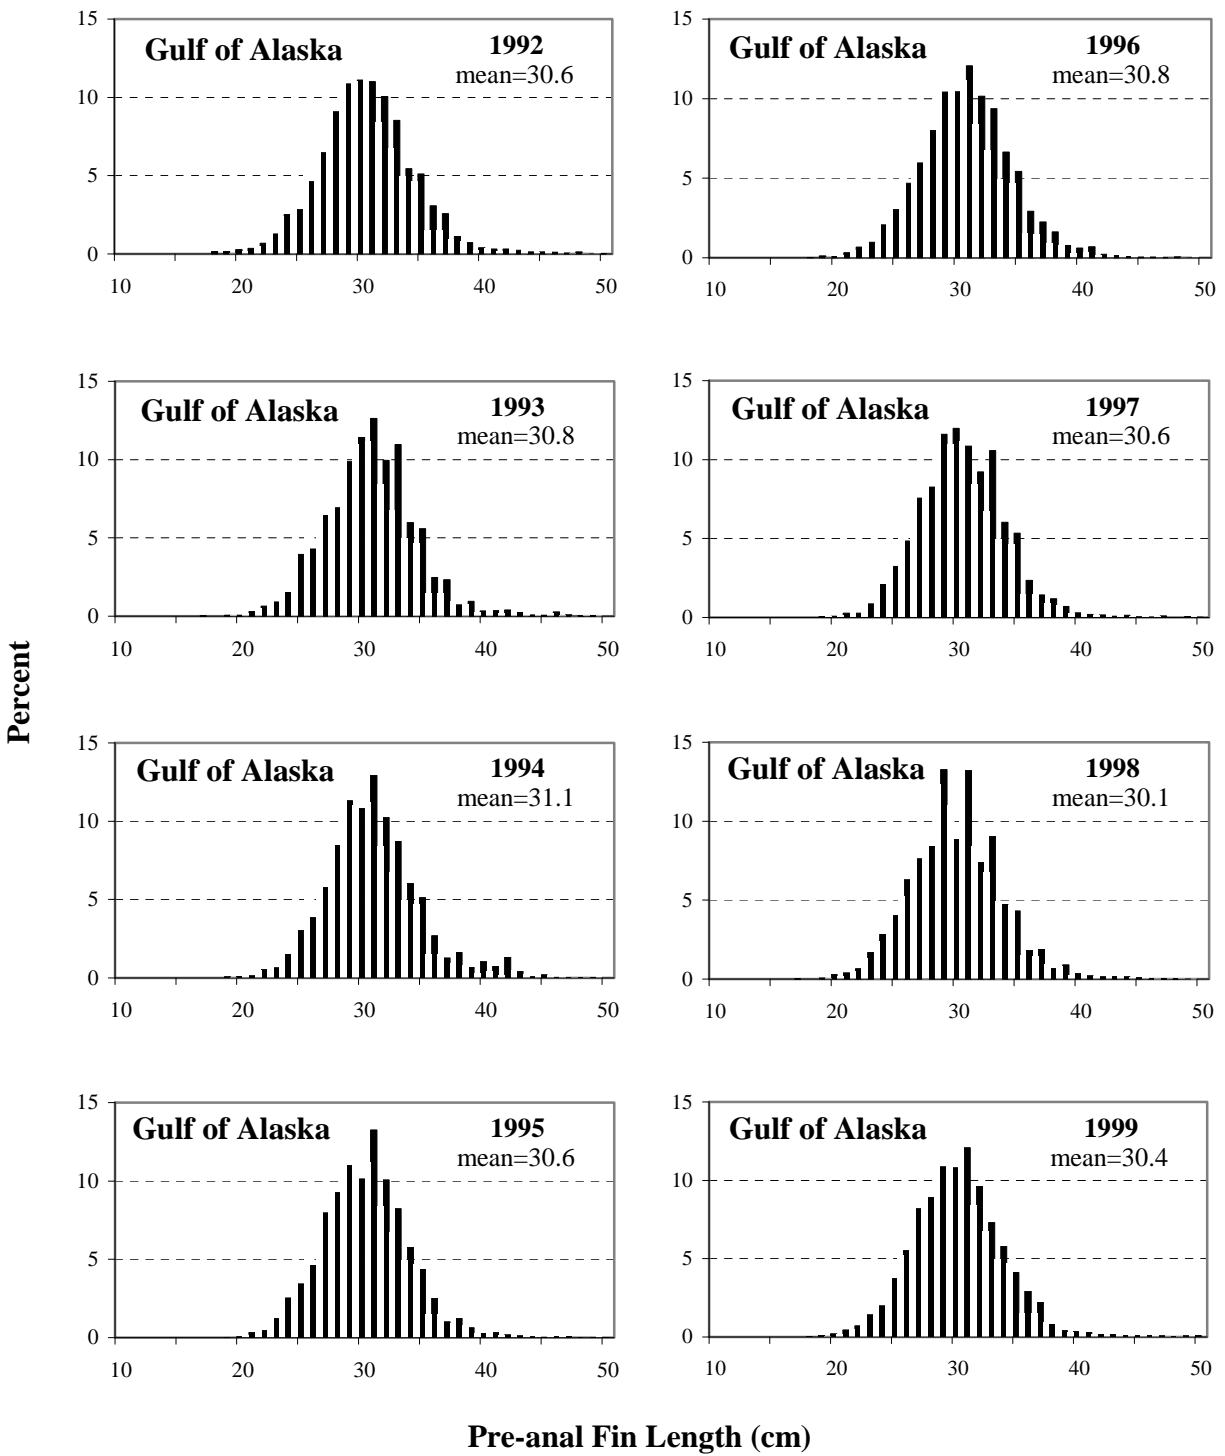 Percent
15
10
5
0
Gulf of Alaska 1992
mean=30.6
10 20 30 40 50
15
10
5
0
Gulf of Alaska 1996
mean=30.8
10 20 30 40 50
15
10
5
0
Gulf of Alaska 1993
mean=30.8
10 20 30 40 50
15
10
5
0
Gulf of Alaska 1997
mean=30.6
10 20 30 40 50
15
10
5
0
Gulf of Alaska 1994
mean=31.1
10 20 30 40 50
15
10
5
0
Gulf of Alaska 1998
mean=30.1
10 20 30 40 50
15
10
5
0
Gulf of Alaska 1995
mean=30.6
10 20 30 40 50
15
10
5
0
Gulf of Alaska 1999
mean=30.4
10 20 30 40 50
Pre-anal Fin Length (cm)